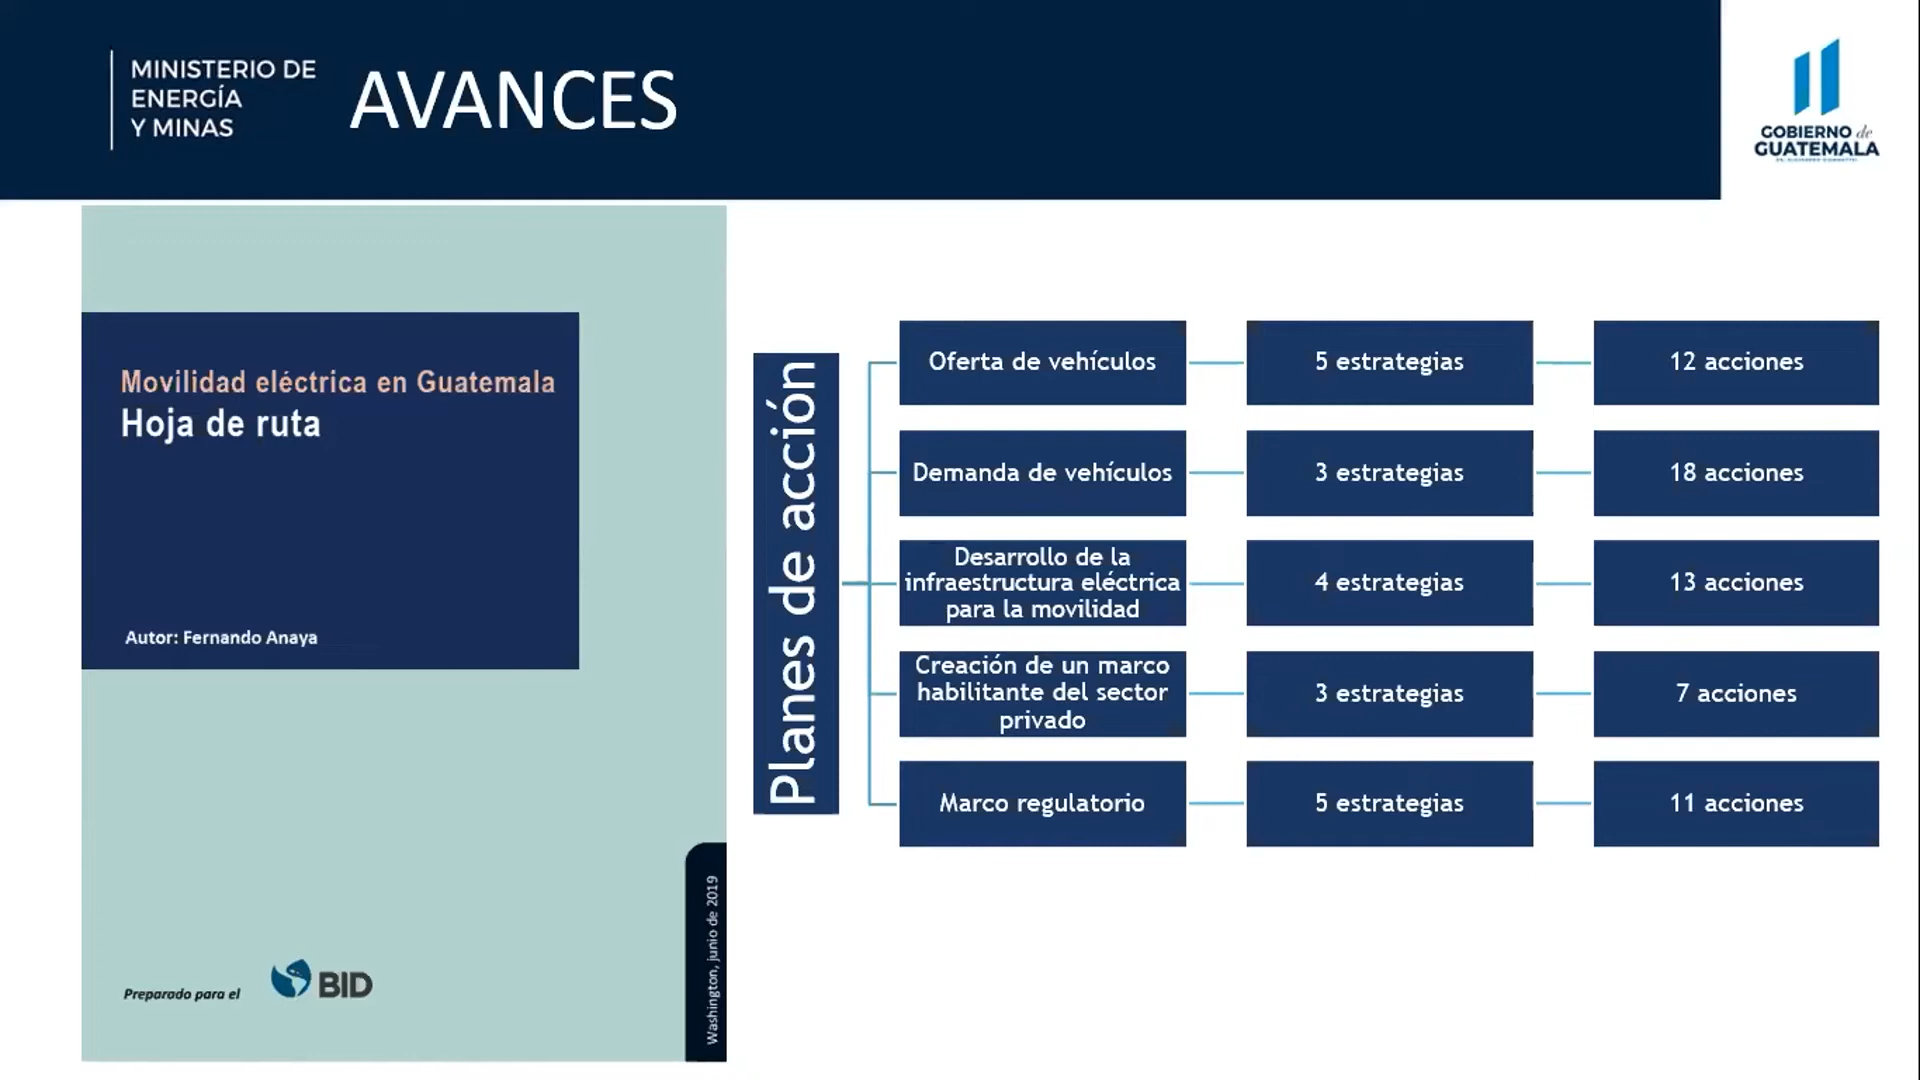 MINISTERIO DE
ENERGÍA
Y MINAS
AVANCES
GOBIERNO de
GUATEMALA
Movilidad eléctrica en Guatemala
Hoja de ruta
Autor: Fernando Anaya
Preparado para el
BID
Washington, junio de 2019
Planes de acción
Oferta de vehículos
5 estrategias
12 acciones
Demanda de vehículos
3 estrategias
18 acciones
Desarrollo de la
infraestructura eléctrica
para la movilidad
4 estrategias
13 acciones
Creación de un marco
habilitante del sector
privado
3 estrategias
7 acciones
Marco regulatorio
5 estrategias
11 acciones